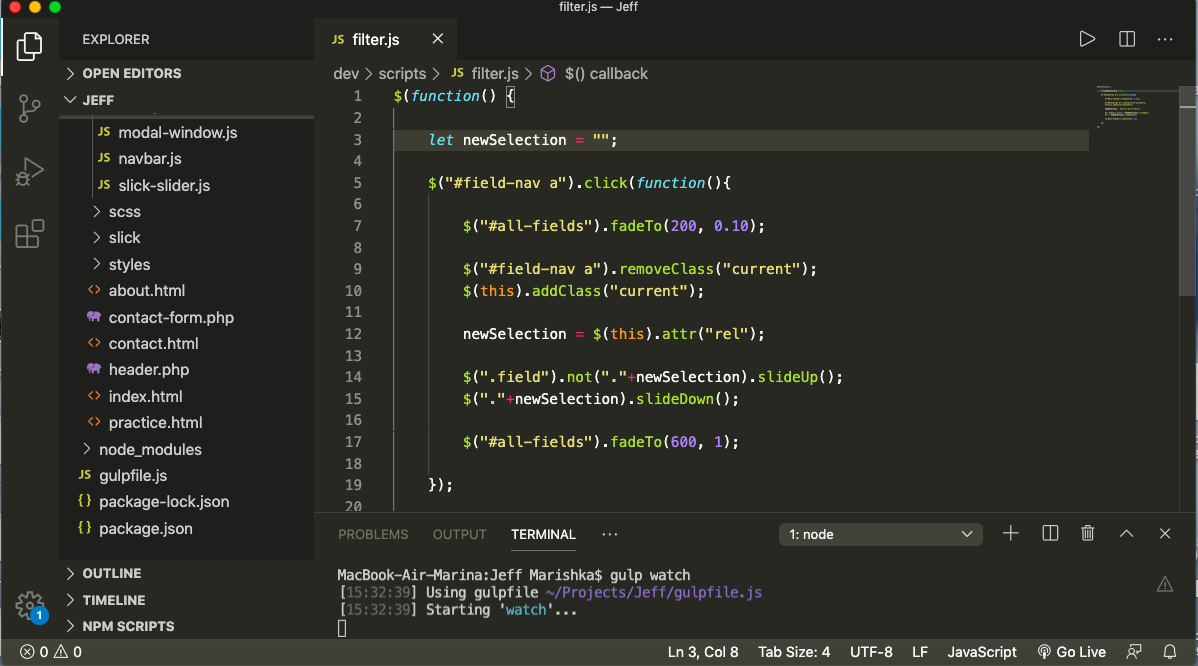 filter.js — Jeff
EXPLORER
OPEN EDITORS
JEFF
JS modal-window.js
JS navbar.js
JS slick-slider.js
scss
slick
styles
<> about.html
contact-form.php
<> contact.html
header.php
<> index.html
<> practice.html
node_modules
JS gulpfile.js
{} package-lock.json
{} package.json
OUTLINE
TIMELINE
NPM SCRIPTS
1
JS filter.js
dev > scripts > JS filter.js > $() callback
1 $(function() {
2
3 let newSelection = "";
4
5 $("#field-nav a").click(function(){
6
7 $("#all-fields").fadeTo(200, 0.10);
8
9 $("#field-nav a").removeClass("current");
10 $(this).addClass("current");
11
12 newSelection = $(this).attr("rel");
13
14 $(".field").not("."+newSelection).slideUp();
15 $("."+newSelection).slideDown();
16
17 $("#all-fields").fadeTo(600, 1);
18
19 });
20
PROBLEMS OUTPUT TERMINAL ... 1: node
MacBook-Air-Marina:Jeff Marishka$ gulp watch
[15:32:39] Using gulpfile ~/Projects/Jeff/gulpfile.js
[15:32:39] Starting 'watch'...
0 0 Ln 3, Col 8 Tab Size: 4 UTF-8 LF JavaScript Go Live